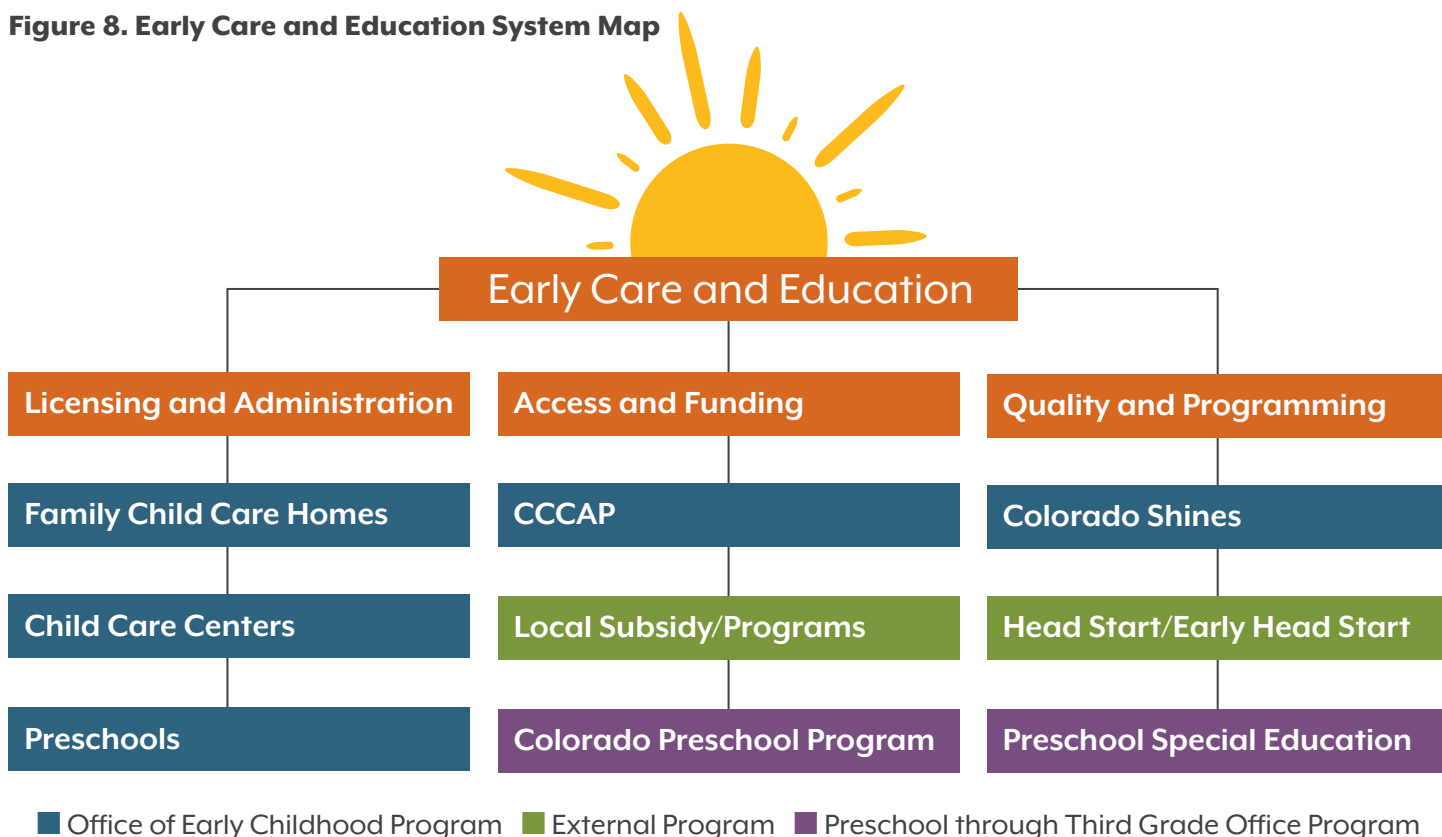 Figure 8. Early Care and Education System Map
Early Care and Education
Licensing and Administration
Family Child Care Homes
Child Care Centers
Preschools
Access and Funding
CCCAP
Local Subsidy/Programs
Colorado Preschool Program
Quality and Programming
Colorado Shines
Head Start/Early Head Start
Preschool Special Education
Office of Early Childhood Program External Program Preschool through Third Grade Office Program